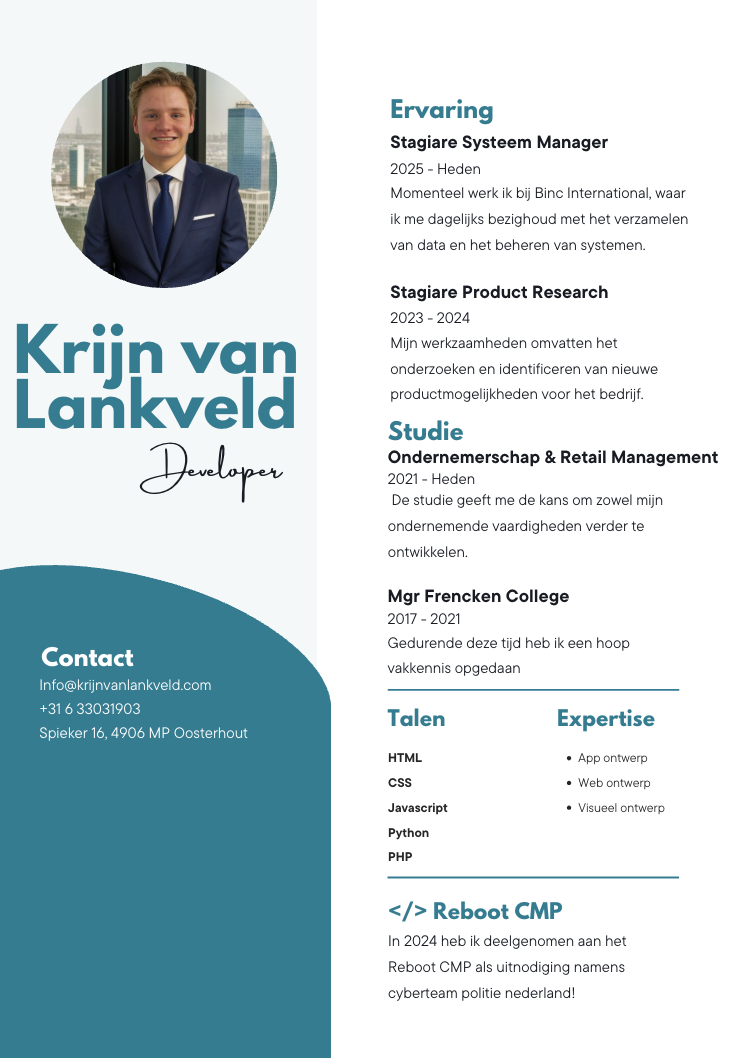 Krijn van
Lankveld
Developer
Contact
Info@krijnvanlankveld.com
+31 6 33031903
Spieker 16, 4906 MP Oosterhout
Ervaring
Stagiare Systeem Manager
2025 - Heden
Momenteel werk ik bij Binc International, waar
ik me dagelijks bezighoud met het verzamelen
van data en het beheren van systemen.
Stagiare Product Research
2023 - 2024
Mijn werkzaamheden omvatten het
onderzoeken en identificeren van nieuwe
productmogelijkheden voor het bedrijf.
Studie
Ondernemerschap & Retail Management
2021 - Heden
De studie geeft me de kans om zowel mijn
ondernemende vaardigheden verder te
ontwikkelen.
Mgr Frencken College
2017 - 2021
Gedurende deze tijd heb ik een hoop
vakkennis opgedaan
Talen
HTML
CSS
Javascript
Python
PHP
Expertise
• App ontwerp
• Web ontwerp
• Visueel ontwerp
</> Reboot CMP
In 2024 heb ik deelgenomen aan het
Reboot CMP als uitnodiging namens
cyberteam politie nederland!